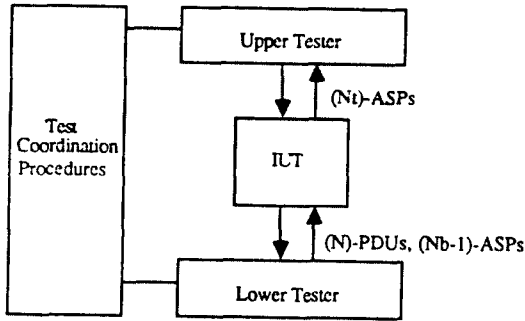 Upper Tester
(Nt)-ASPs
Test
Coordination
Procedures
IUT
(N)-PDUs, (Nb-1)-ASPs
Lower Tester